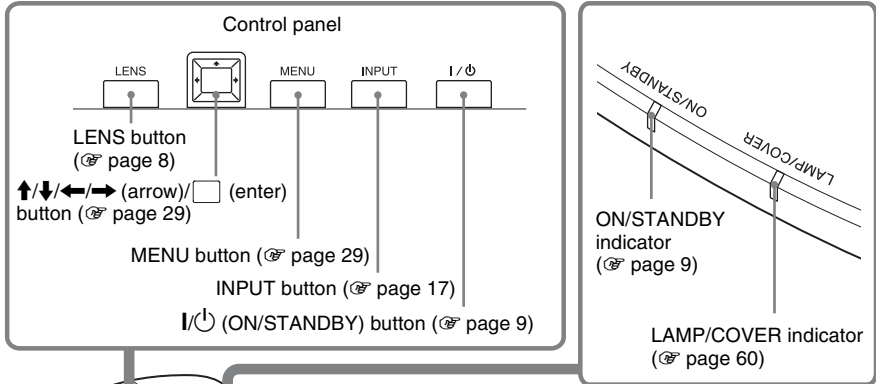 Control panel
LENS
MENU
INPUT
I/⏻
LENS button
(☞ page 8)
↑/↓/←/→ (arrow)/□ (enter)
button (☞ page 29)
MENU button (☞ page 29)
INPUT button (☞ page 17)
I/⏻ (ON/STANDBY) button (☞ page 9)
ON/STANDBY
LAMP/COVER
ON/STANDBY
indicator
(☞ page 9)
LAMP/COVER indicator
(☞ page 60)